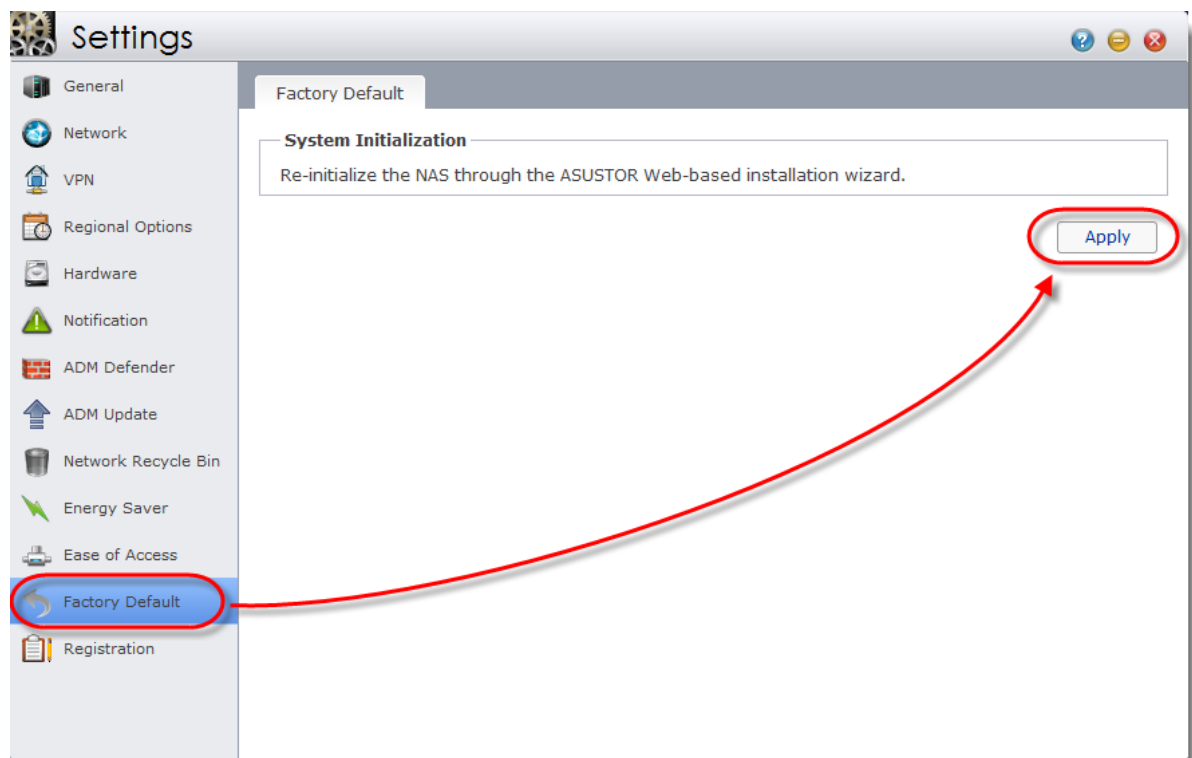 Settings
General
Network
VPN
Regional Options
Hardware
Notification
ADM Defender
ADM Update
Network Recycle Bin
Energy Saver
Ease of Access
Factory Default
Registration
Factory Default
System Initialization
Re-initialize the NAS through the ASUSTOR Web-based installation wizard.
Apply